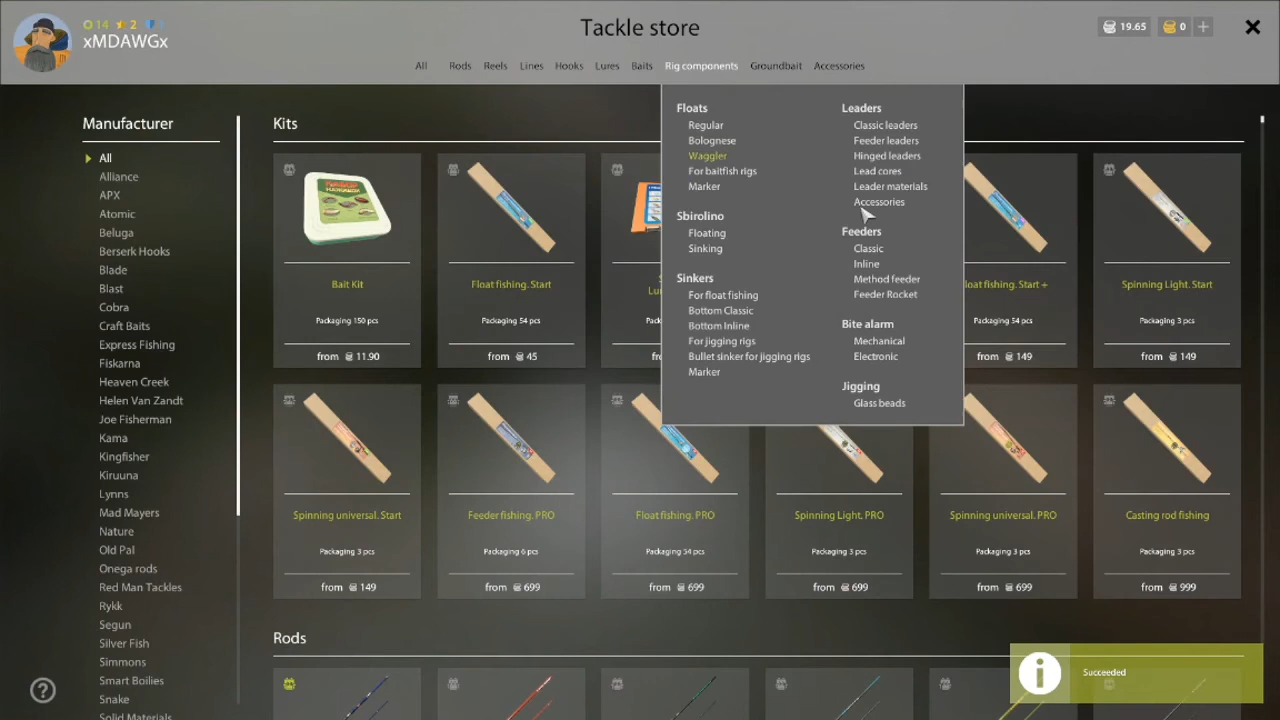 14 2
xMDAWGx
Tackle store
19.65
0 +
All Rods Reels Lines Hooks Lures Baits Rig components Groundbait Accessories
Manufacturer
All
Alliance
APX
Atomic
Beluga
Berserk Hooks
Blade
Blast
Cobra
Craft Baits
Express Fishing
Fiskarna
Heaven Creek
Helen Van Zandt
Joe Fisherman
Kama
Kingfisher
Kiruuna
Lynns
Mad Mayers
Nature
Old Pal
Onega rods
Red Man Tackles
Rykk
Segun
Silver Fish
Simmons
Smart Boilies
Snake
Solid Materials
Kits
Floats
Regular
Bolognese
Waggler
For baitfish rigs
Marker
Sbirolino
Floating
Sinking
Sinkers
For float fishing
Bottom Classic
Bottom Inline
For jigging rigs
Bullet sinker for jigging rigs
Marker
Leaders
Classic leaders
Feeder leaders
Hinged leaders
Lead cores
Leader materials
Accessories
Feeders
Classic
Inline
Method feeder
Feeder Rocket
Bite alarm
Mechanical
Electronic
Jigging
Glass beads
Bait Kit
Packaging 150 pcs
from 11.90
Float fishing. Start
Packaging 54 pcs
from 45
loat fishing. Start +
Packaging 54 pcs
from 149
Spinning Light. Start
Packaging 3 pcs
from 149
Spinning universal. Start
Packaging 3 pcs
from 149
Feeder fishing. PRO
Packaging 6 pcs
from 699
Float fishing. PRO
Packaging 34 pcs
from 699
Spinning Light. PRO
Packaging 3 pcs
from 699
Spinning universal. PRO
Packaging 3 pcs
from 699
Casting rod fishing
Packaging 3 pcs
from 999
Rods
Succeeded